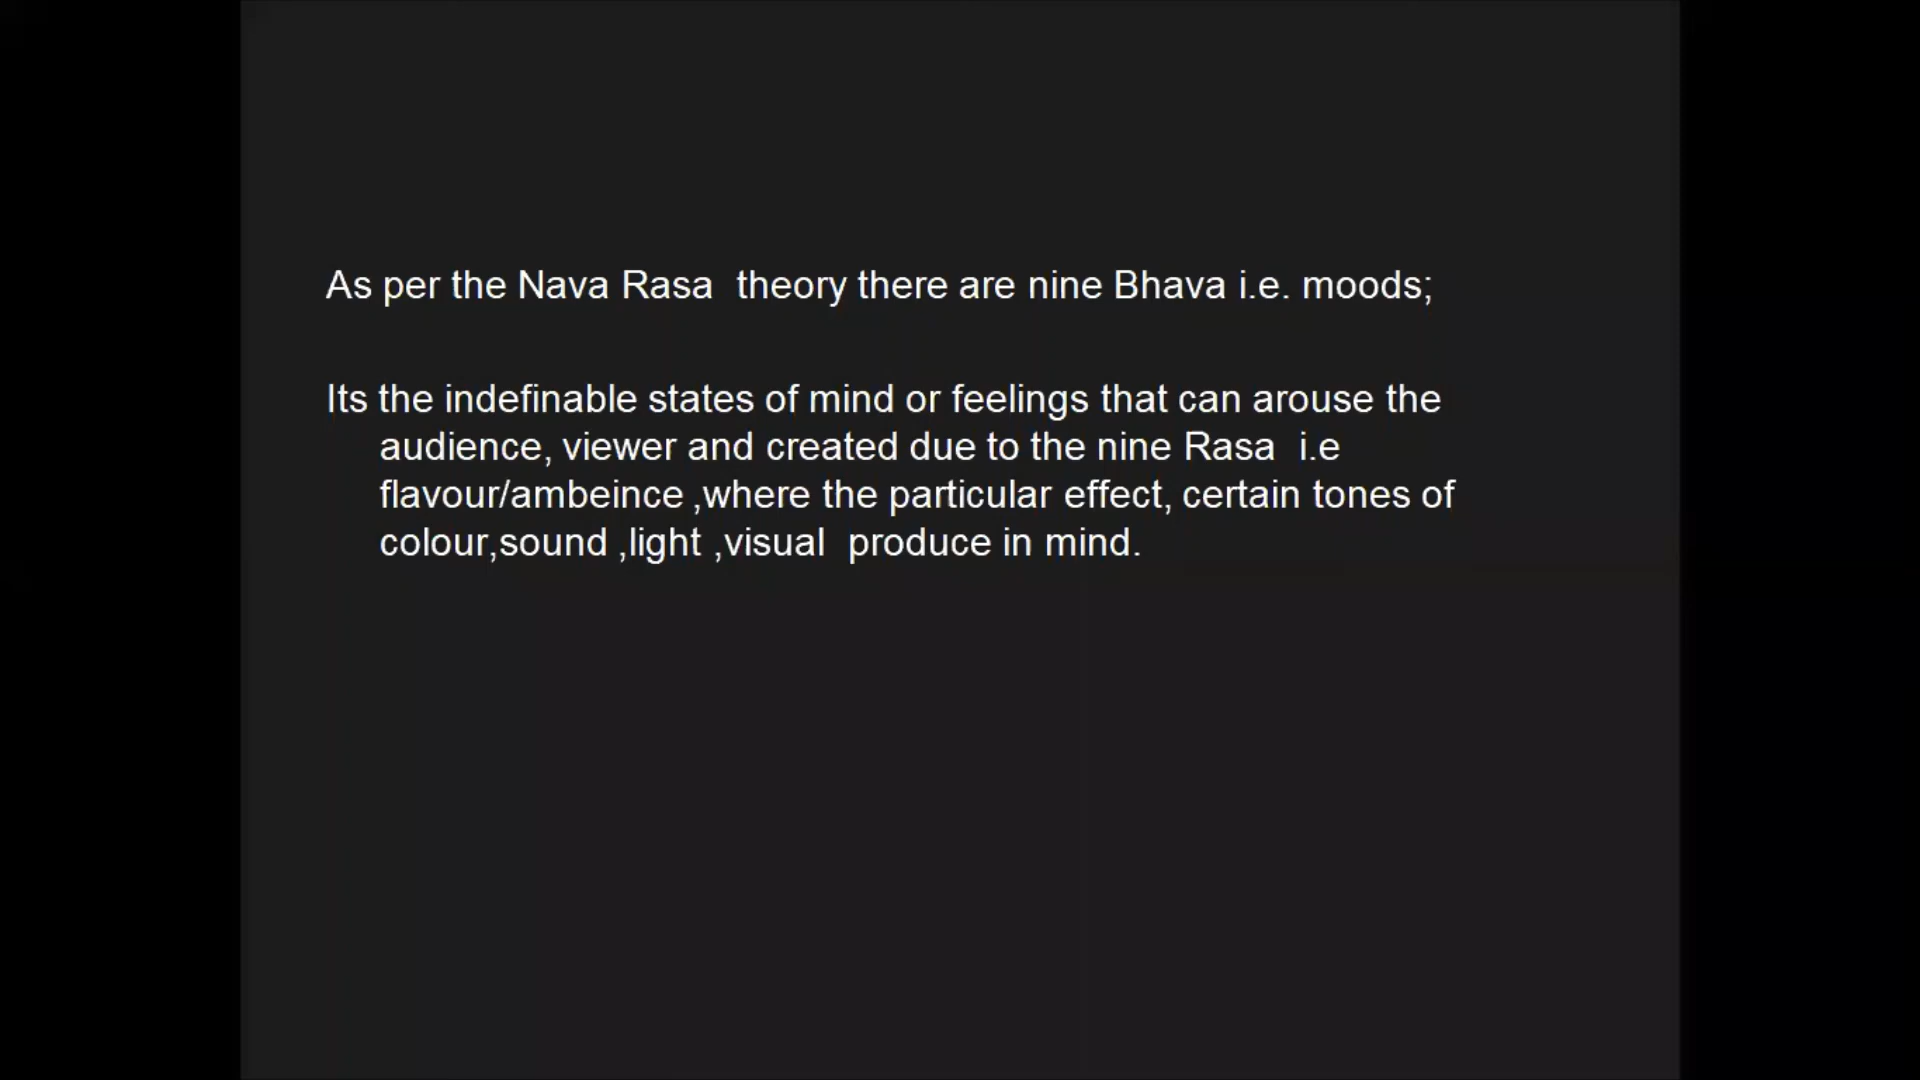 As per the Nava Rasa  theory there are nine Bhava i.e. moods;
Its the indefinable states of mind or feelings that can arouse the
audience, viewer and created due to the nine Rasa  i.e
flavour/ambeince ,where the particular effect, certain tones of
colour,sound ,light ,visual  produce in mind.